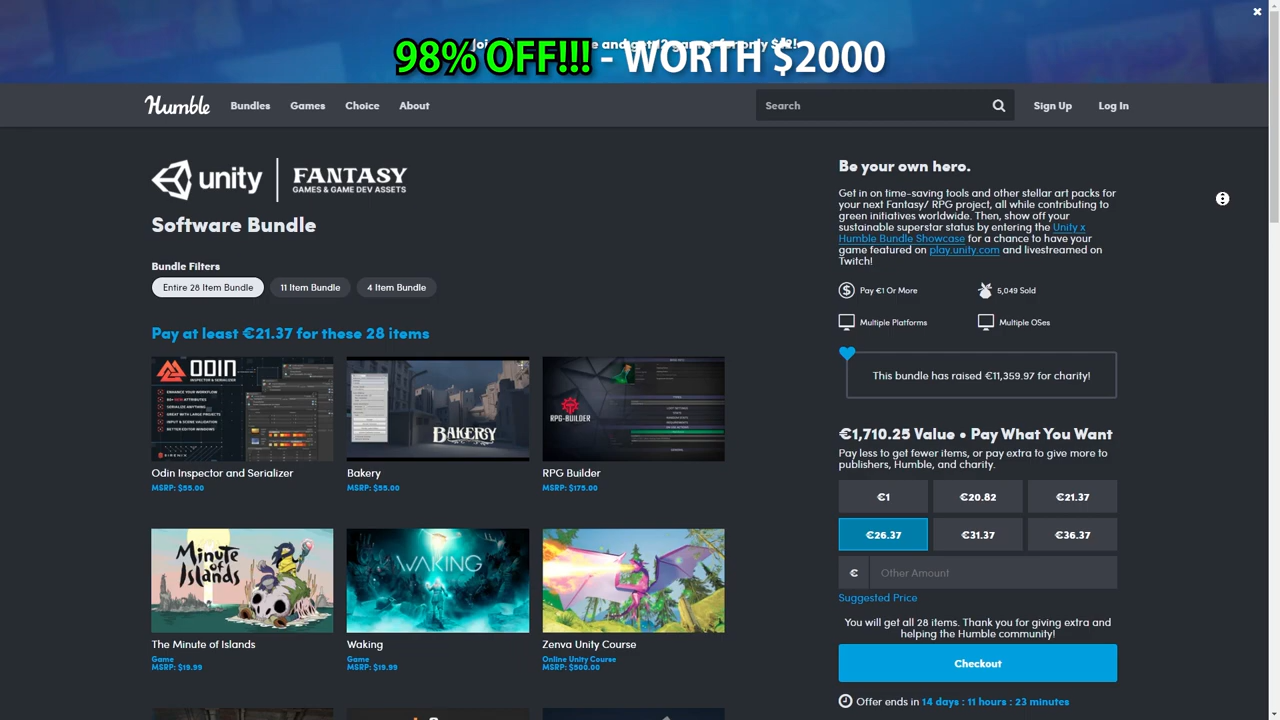 98% OFF!!! - WORTH $2000
Humble
Bundles
Games
Choice
About
Search
Sign Up
Log In
unity
FANTASY
GAMES & GAME DEV ASSETS
Software Bundle
Bundle Filters
Entire 28 Item Bundle
11 Item Bundle
4 Item Bundle
Pay at least €21.37 for these 28 items
ODIN
INSPECTOR & SERIALIZER
BAKERY
RPG-BUILDER
Odin Inspector and Serializer
MSRP: $55.00
Bakery
MSRP: $55.00
RPG Builder
MSRP: $175.00
Minute of Islands
WAKING
The Minute of Islands
Game
MSRP: $19.99
Waking
Game
MSRP: $19.99
Zenva Unity Course
Online Unity Course
MSRP: $500.00
Be your own hero.
Get in on time-saving tools and other stellar art packs for
your next Fantasy/ RPG project, all while contributing to
green initiatives worldwide. Then, show off your
sustainable superstar status by entering the Unity x
Humble Bundle Showcase for a chance to have your
game featured on play.unity.com and livestreamed on
Twitch!
Pay €1 Or More
5,049 Sold
Multiple Platforms
Multiple OSes
This bundle has raised €11,359.97 for charity!
€1,710.25 Value • Pay What You Want
Pay less to get fewer items, or pay extra to give more to
publishers, Humble, and charity.
€1
€20.82
€21.37
€26.37
€31.37
€36.37
€
Other Amount
Suggested Price
You will get all 28 items. Thank you for giving extra and
helping the Humble community!
Checkout
Offer ends in 14 days : 11 hours : 23 minutes